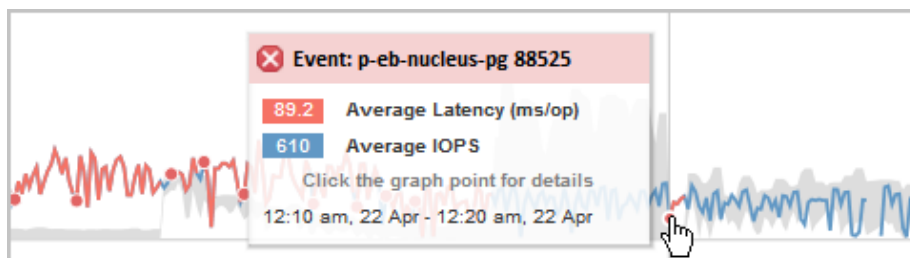 Event: p-eb-nucleus-pg 88525
89.2 Average Latency (ms/op)
610 Average IOPS
Click the graph point for details
12:10 am, 22 Apr - 12:20 am, 22 Apr